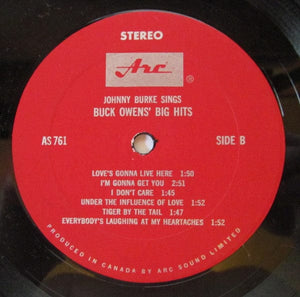 STEREO
Arc
®
JOHNNY BURKE SINGS
BUCK OWENS' BIG HITS
AS 761
SIDE B
LOVE'S GONNA LIVE HERE 1:50
I'M GONNA GET YOU 2:51
I DON'T CARE 1:45
UNDER THE INFLUENCE OF LOVE 1:52
TIGER BY THE TAIL 1:47
EVERYBODY'S LAUGHING AT MY HEARTACHES 1:52
PRODUCED IN CANADA BY ARC SOUND LIMITED